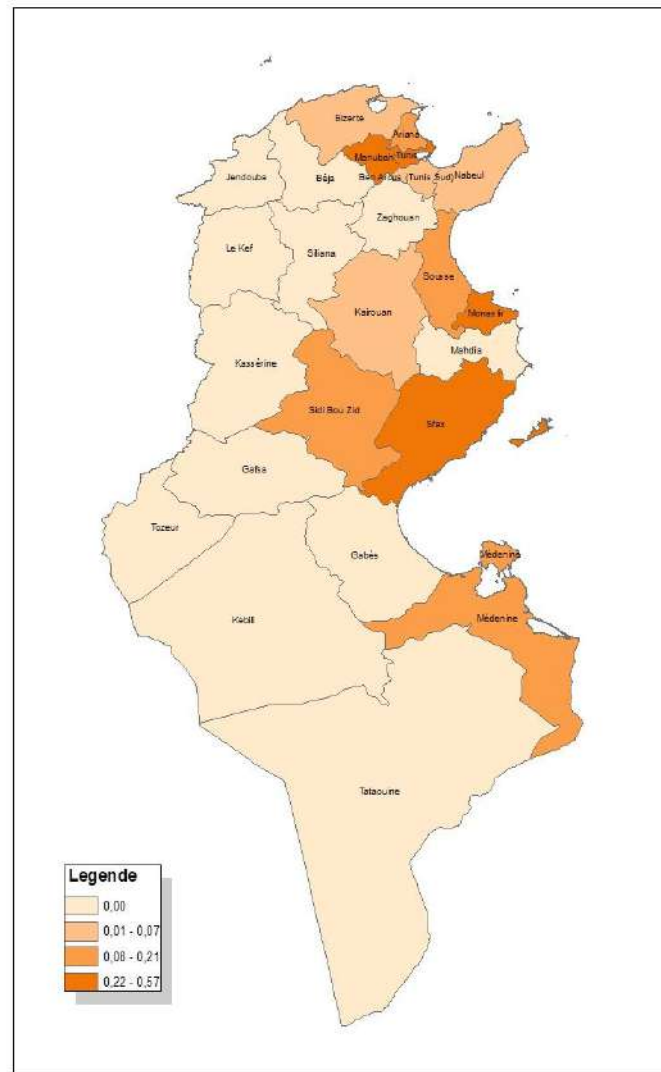 Bizerte
Ariana
Manubah
Tunis
Jendouba
Béja
Ben Arous (Tunis Sud)
Nabeul
Zaghouan
Le Kef
Siliana
Sousse
Kairouan
Monastir
Mahdia
Kassérine
Sidi Bou Zid
Sfax
Gafsa
Tozeur
Gabès
Médenine
Kebili
Médenine
Tataouine
Legende
0,00
0,01 - 0,07
0,08 - 0,21
0,22 - 0,57